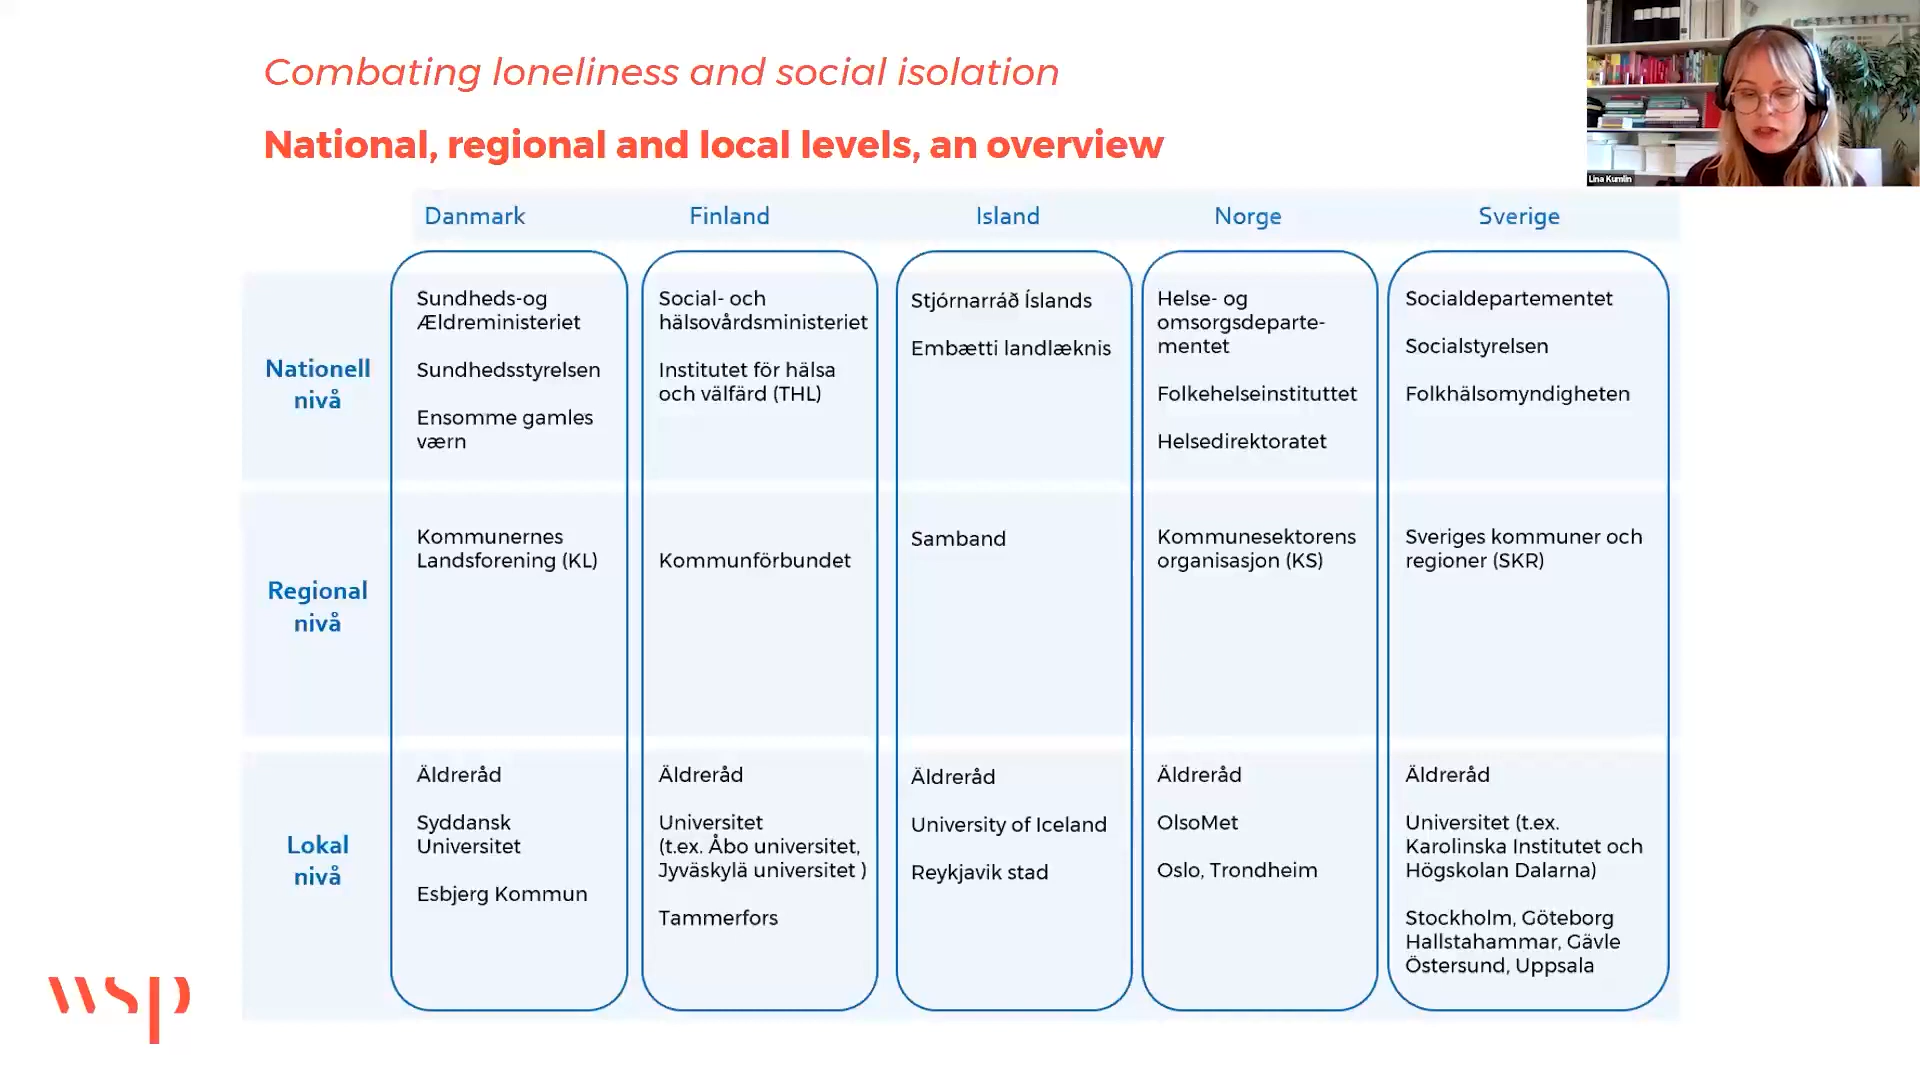 Combating loneliness and social isolation
National, regional and local levels, an overview
Lina Kumlin
Danmark
Finland
Island
Norge
Sverige
Nationell
nivå
Sundheds-og
Ældreministeriet
Sundhedsstyrelsen
Ensomme gamles
værn
Social- och
hälsovårdsministeriet
Institutet för hälsa
och välfärd (THL)
Stjórnarráð Íslands
Embætti landlæknis
Helse- og
omsorgsdeparte-
mentet
Folkehelseinstituttet
Helsedirektoratet
Socialdepartementet
Socialstyrelsen
Folkhälsomyndigheten
Regional
nivå
Kommunernes
Landsforening (KL)
Kommunförbundet
Samband
Kommunesektorens
organisasjon (KS)
Sveriges kommuner och
regioner (SKR)
Lokal
nivå
Äldreråd
Syddansk
Universitet
Esbjerg Kommun
Äldreråd
Universitet
(t.ex. Åbo universitet,
Jyväskylä universitet )
Tammerfors
Äldreråd
University of Iceland
Reykjavik stad
Äldreråd
OlsoMet
Oslo, Trondheim
Äldreråd
Universitet (t.ex.
Karolinska Institutet och
Högskolan Dalarna)
Stockholm, Göteborg
Hallstahammar, Gävle
Östersund, Uppsala
wsp